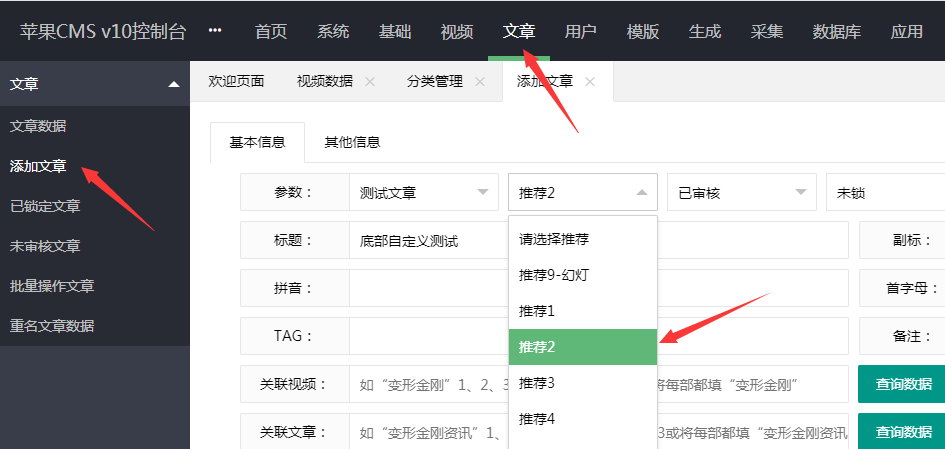 苹果CMS v10控制台 ··· 首页 系统 基础 视频 文章 用户 模版 生成 采集 数据库 应用
文章
欢迎页面 视频数据 × 分类管理 × 添加文章 ×
文章数据
添加文章
已锁定文章
未审核文章
批量操作文章
重名文章数据
基本信息 其他信息
参数： 测试文章 推荐2 已审核 未锁
标题： 底部自定义测试 副标：
拼音： 首字母：
TAG： 备注：
关联视频： 如“变形金刚”1、2、3 将每部都填“变形金刚” 查询数据
关联文章： 如“变形金刚资讯”1、 3或将每部都填“变形金刚资讯 查询数据
请选择推荐
推荐9-幻灯
推荐1
推荐2
推荐3
推荐4